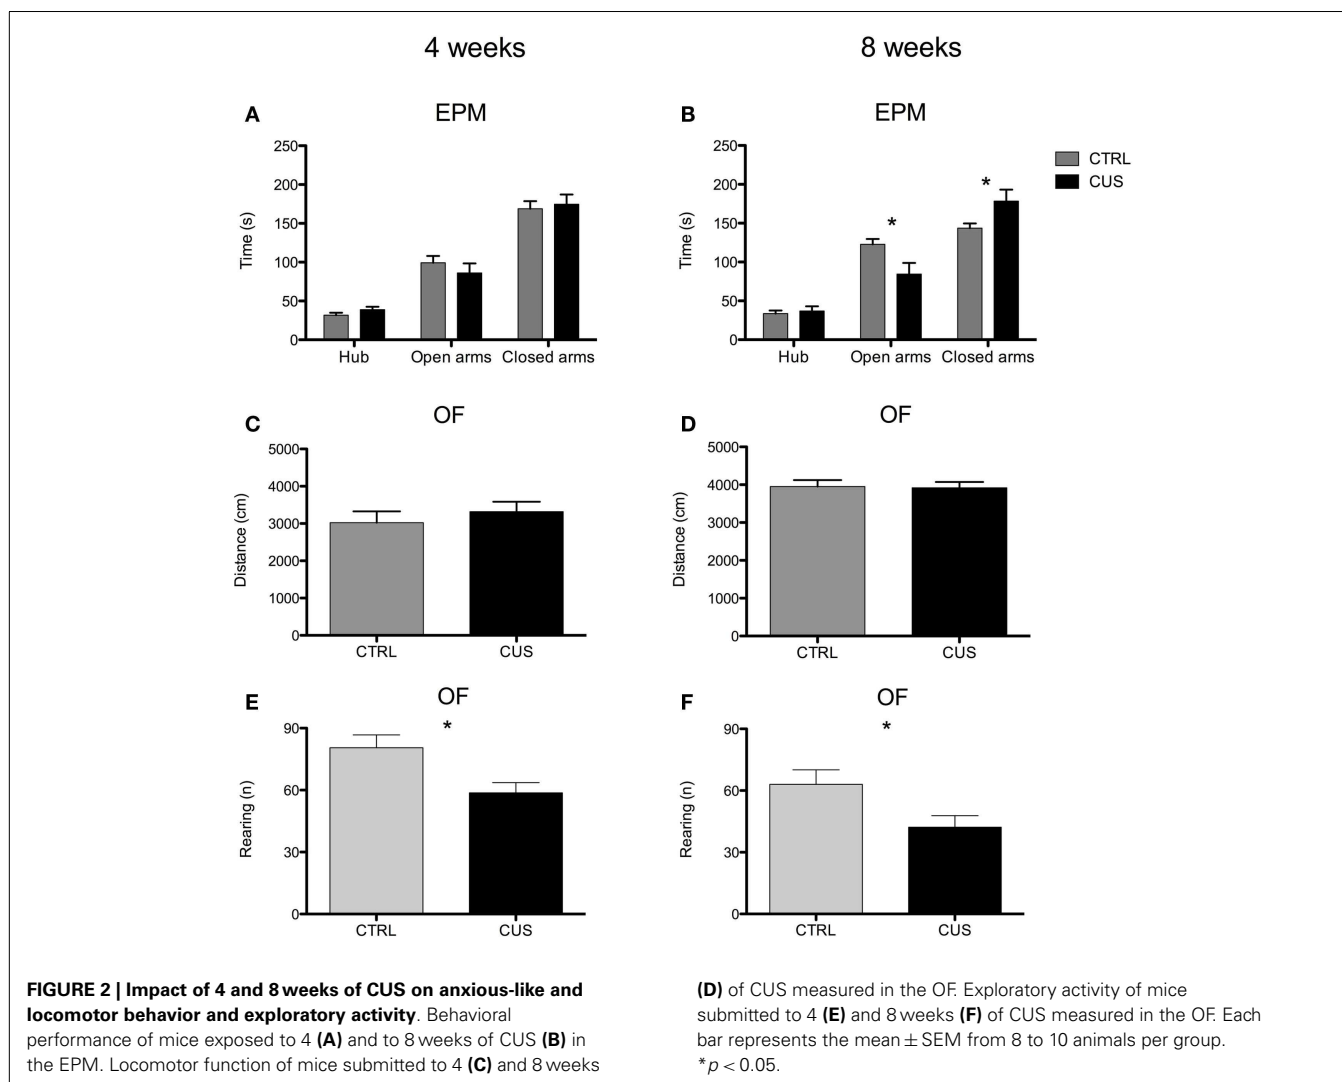 4 weeks
8 weeks
A
EPM
250
200
150
100
50
0
Time (s)
Hub
Open arms
Closed arms
B
EPM
250
200
150
100
50
0
Time (s)
*
*
Hub
Open arms
Closed arms
CTRL
CUS
C
OF
5000
4000
3000
2000
1000
0
Distance (cm)
CTRL
CUS
D
OF
5000
4000
3000
2000
1000
0
Distance (cm)
CTRL
CUS
E
OF
*
90
60
30
0
Rearing (n)
CTRL
CUS
F
OF
*
90
60
30
0
Rearing (n)
CTRL
CUS
FIGURE 2 | Impact of 4 and 8 weeks of CUS on anxious-like and
locomotor behavior and exploratory activity. Behavioral
performance of mice exposed to 4 (A) and to 8 weeks of CUS (B) in
the EPM. Locomotor function of mice submitted to 4 (C) and 8 weeks
(D) of CUS measured in the OF. Exploratory activity of mice
submitted to 4 (E) and 8 weeks (F) of CUS measured in the OF. Each
bar represents the mean ± SEM from 8 to 10 animals per group.
*p < 0.05.